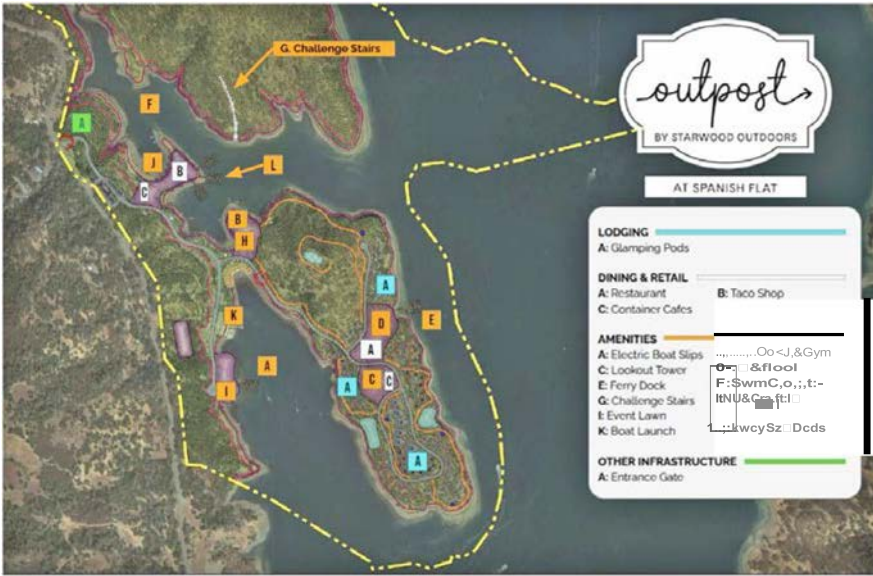 G. Challenge Stairs
F
A
J
B
L
C
B
H
A
K
E
D
A
A
A
C
C
I
A
outpost
BY STARWOOD OUTDOORS
AT SPANISH FLAT
LODGING
A: Glamping Pods
DINING & RETAIL
A: Restaurant B: Taco Shop
C: Container Cafes
AMENITIES
A: Electric Boat Slips
C: Lookout Tower
E: Ferry Dock
G: Challenge Stairs
I: Event Lawn
K: Boat Launch
OTHER INFRASTRUCTURE
A: Entrance Gate